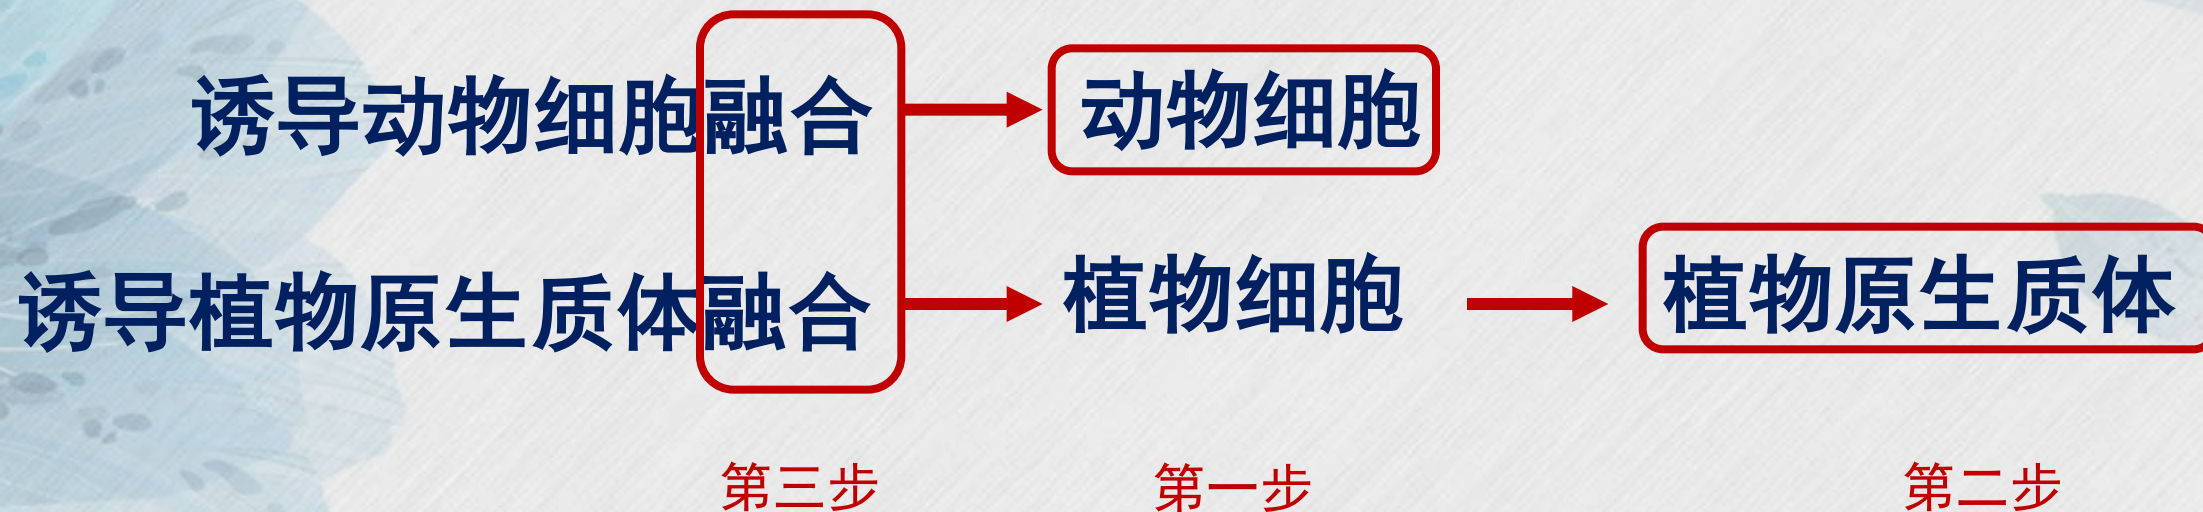 诱导动物细胞融合 动物细胞
诱导植物原生质体融合 植物细胞 植物原生质体
第三步 第一步 第二步